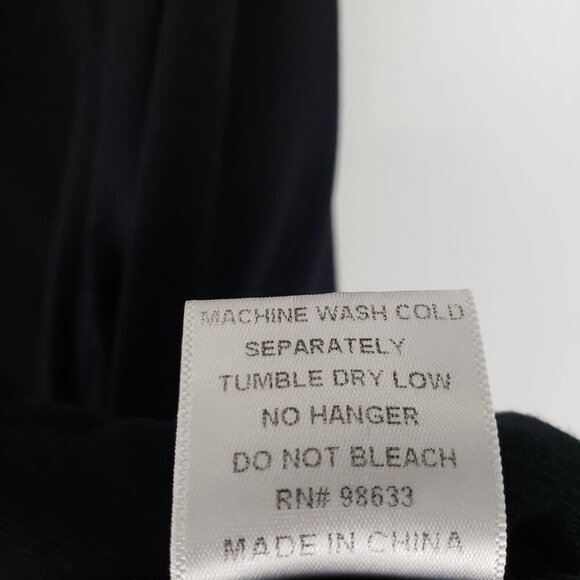 MACHINE WASH COLD
SEPARATELY
TUMBLE DRY LOW
NO HANGER
DO NOT BLEACH
RN# 98633
MADE IN CHINA